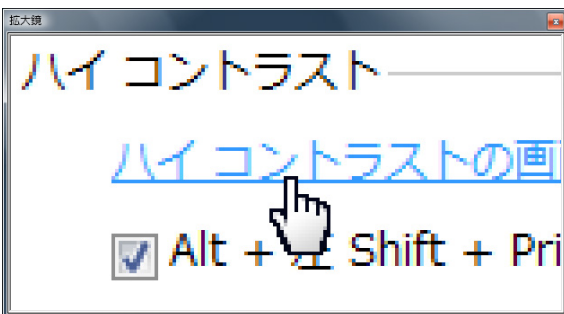 拡大鏡
ハイ コントラスト
ハイ コントラストの画
Alt + 左 Shift + Pri